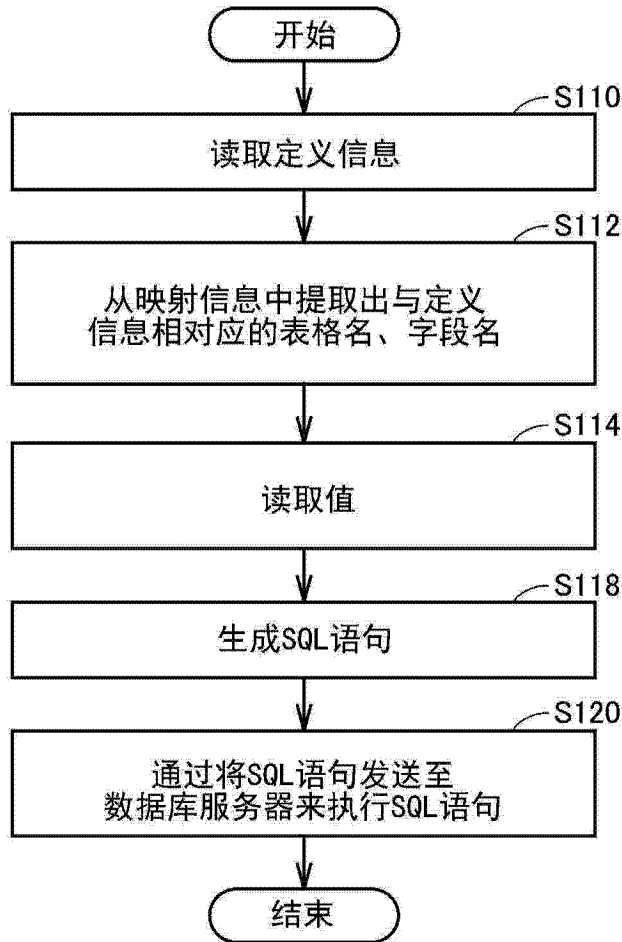 开始
S110
读取定义信息
S112
从映射信息中提取出与定义
信息相对应的表格名、字段名
S114
读取值
S118
生成SQL语句
S120
通过将SQL语句发送至
数据库服务器来执行SQL语句
结束